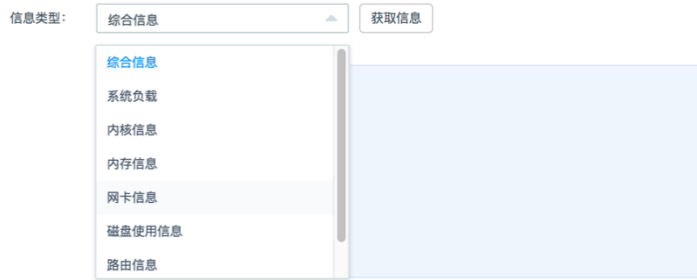 信息类型： 综合信息 获取信息
综合信息
系统负载
内核信息
内存信息
网卡信息
磁盘使用信息
路由信息